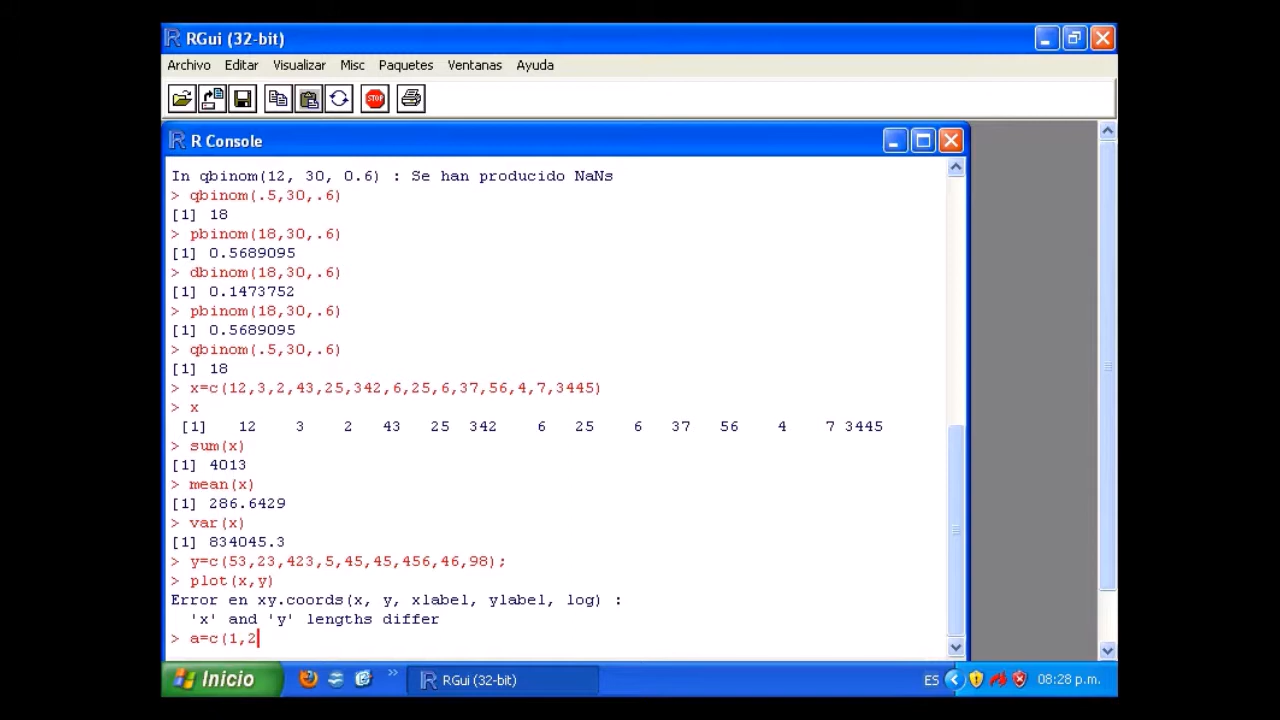 RGui (32-bit)
Archivo Editar Visualizar Misc Paquetes Ventanas Ayuda
STOP
R Console
In qbinom(12, 30, 0.6) : Se han producido NaNs
> qbinom(.5,30,.6)
[1] 18
> pbinom(18,30,.6)
[1] 0.5689095
> dbinom(18,30,.6)
[1] 0.1473752
> pbinom(18,30,.6)
[1] 0.5689095
> qbinom(.5,30,.6)
[1] 18
> x=c(12,3,2,43,25,342,6,25,6,37,56,4,7,3445)
> x
[1] 12 3 2 43 25 342 6 25 6 37 56 4 7 3445
> sum(x)
[1] 4013
> mean(x)
[1] 286.6429
> var(x)
[1] 834045.3
> y=c(53,23,423,5,45,45,456,46,98);
> plot(x,y)
Error en xy.coords(x, y, xlabel, ylabel, log) :
'x' and 'y' lengths differ
> a=c(1,2
Inicio » RGui (32-bit) ES 08:28 p.m.